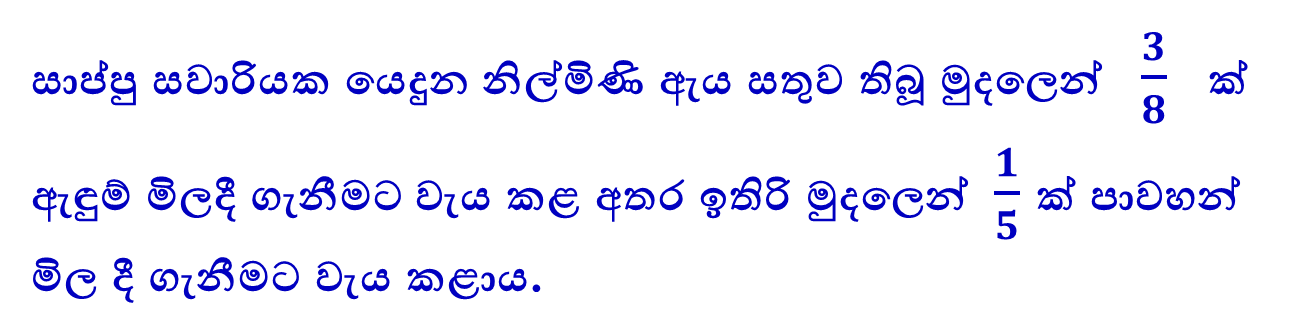 සාප්පු සවාරියක යෙදුන නිල්මිණි ඇය සතුව තිබූ මුදලෙන් 3/8 ක්
ඇඳුම් මිලදී ගැනීමට වැය කළ අතර ඉතිරි මුදලෙන් 1/5 ක් පාවහන්
මිල දී ගැනීමට වැය කළාය.